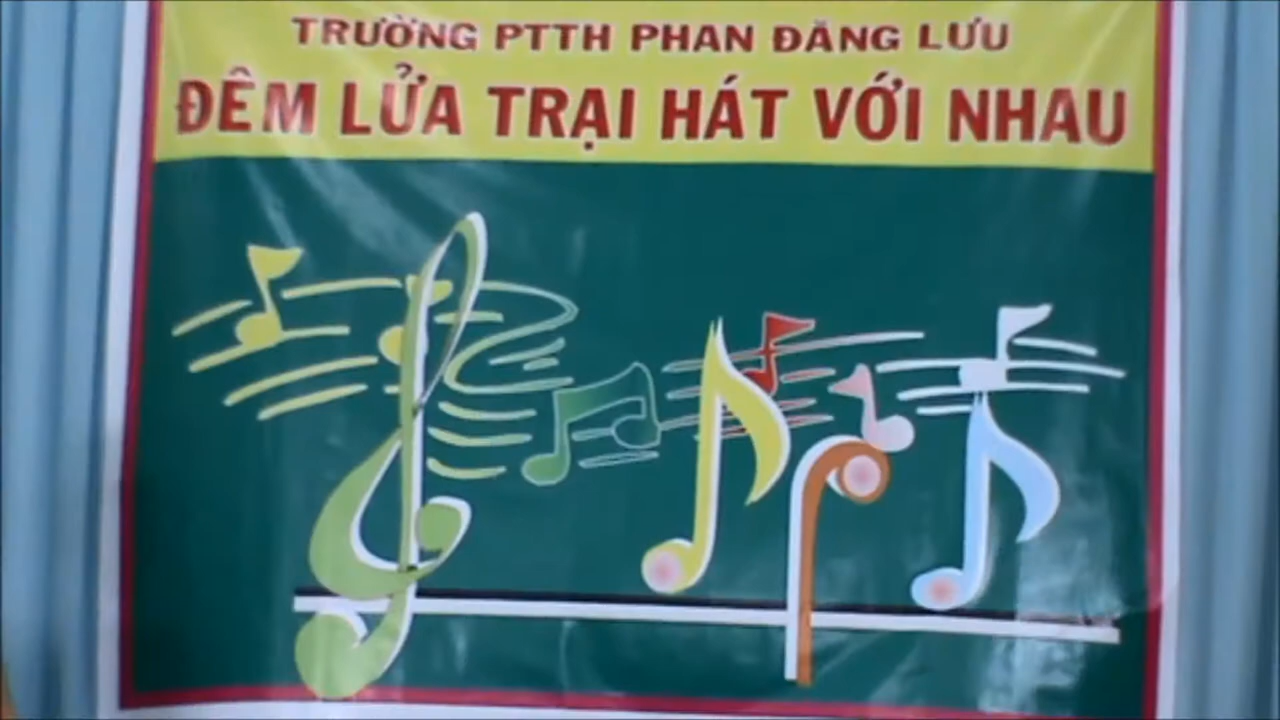 TRƯỜNG PTTH PHAN ĐĂNG LƯU
ĐÊM LỬA TRẠI HÁT VỚI NHAU